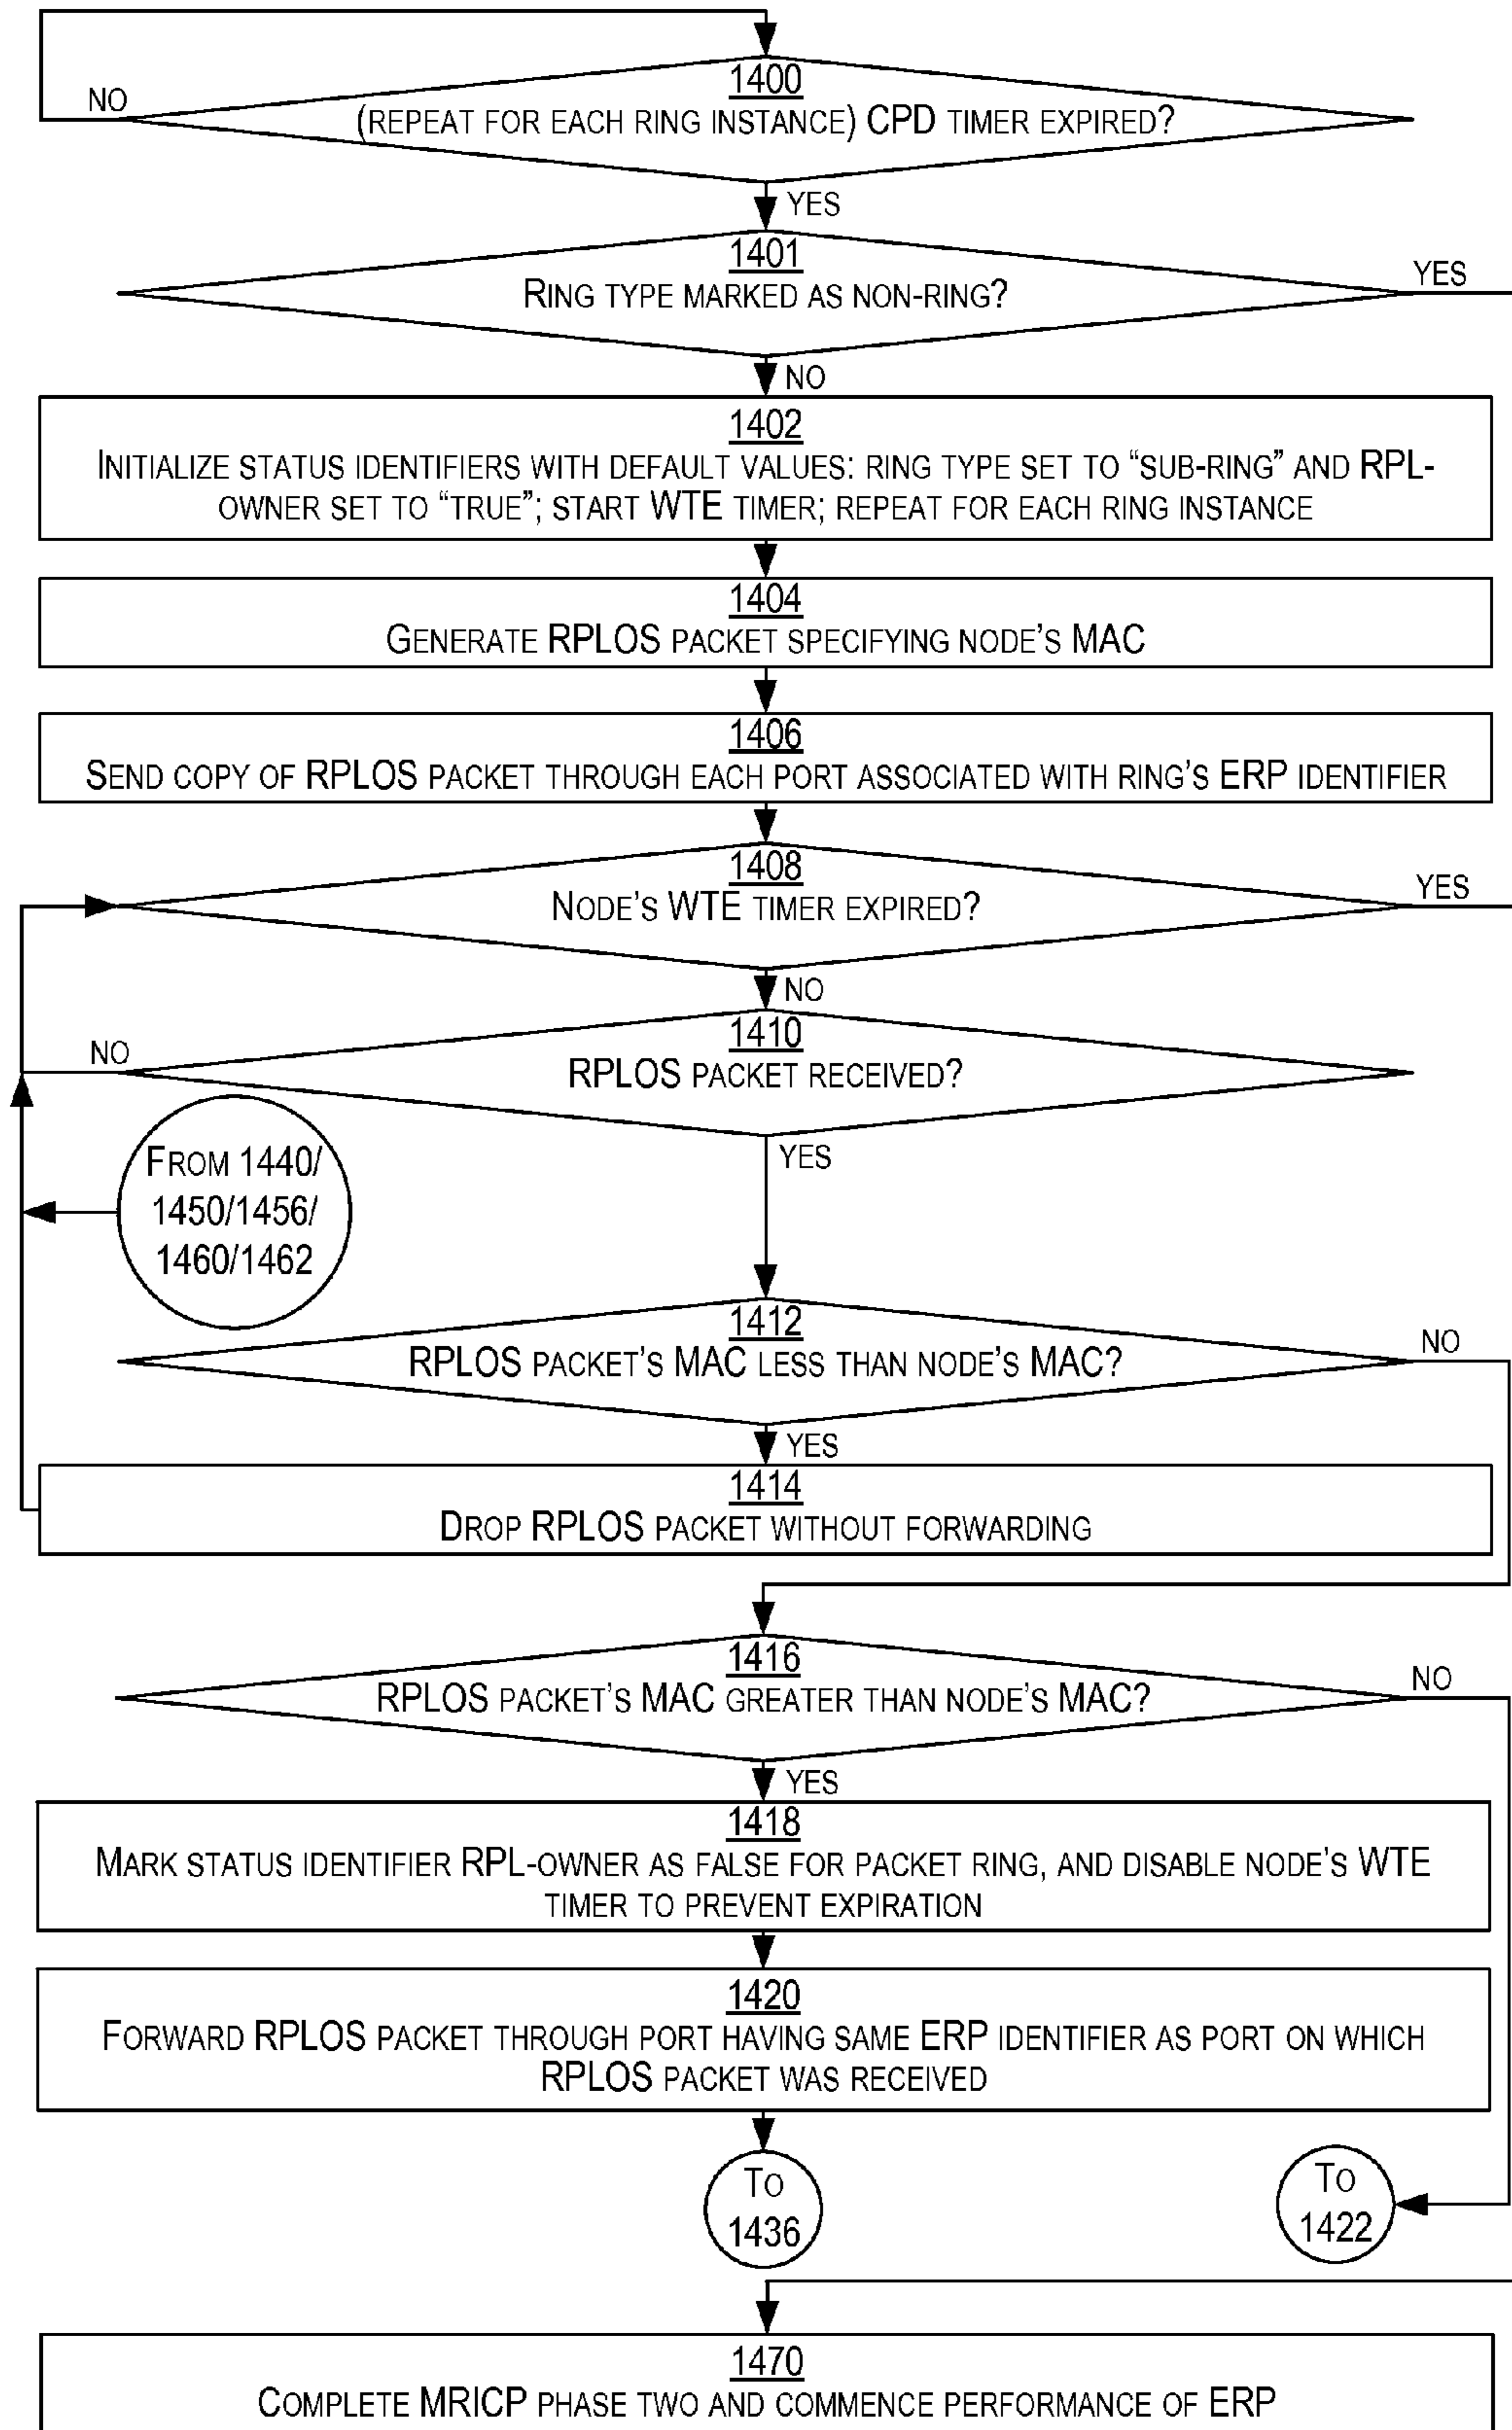 1400
NO
(REPEAT FOR EACH RING INSTANCE) CPD TIMER EXPIRED?
YES
1401
RING TYPE MARKED AS NON-RING?
YES
NO
1402
INITIALIZE STATUS IDENTIFIERS WITH DEFAULT VALUES: RING TYPE SET TO “SUB-RING” AND RPL-
OWNER SET TO “TRUE”; START WTE TIMER; REPEAT FOR EACH RING INSTANCE
1404
GENERATE RPLOS PACKET SPECIFYING NODE'S MAC
1406
SEND COPY OF RPLOS PACKET THROUGH EACH PORT ASSOCIATED WITH RING'S ERP IDENTIFIER
1408
NODE'S WTE TIMER EXPIRED?
YES
NO
1410
NO
RPLOS PACKET RECEIVED?
YES
FROM 1440/
1450/1456/
1460/1462
1412
RPLOS PACKET'S MAC LESS THAN NODE'S MAC?
NO
YES
1414
DROP RPLOS PACKET WITHOUT FORWARDING
1416
RPLOS PACKET'S MAC GREATER THAN NODE'S MAC?
NO
YES
1418
MARK STATUS IDENTIFIER RPL-OWNER AS FALSE FOR PACKET RING, AND DISABLE NODE'S WTE
TIMER TO PREVENT EXPIRATION
1420
FORWARD RPLOS PACKET THROUGH PORT HAVING SAME ERP IDENTIFIER AS PORT ON WHICH
RPLOS PACKET WAS RECEIVED
TO
1436
TO
1422
1470
COMPLETE MRICP PHASE TWO AND COMMENCE PERFORMANCE OF ERP